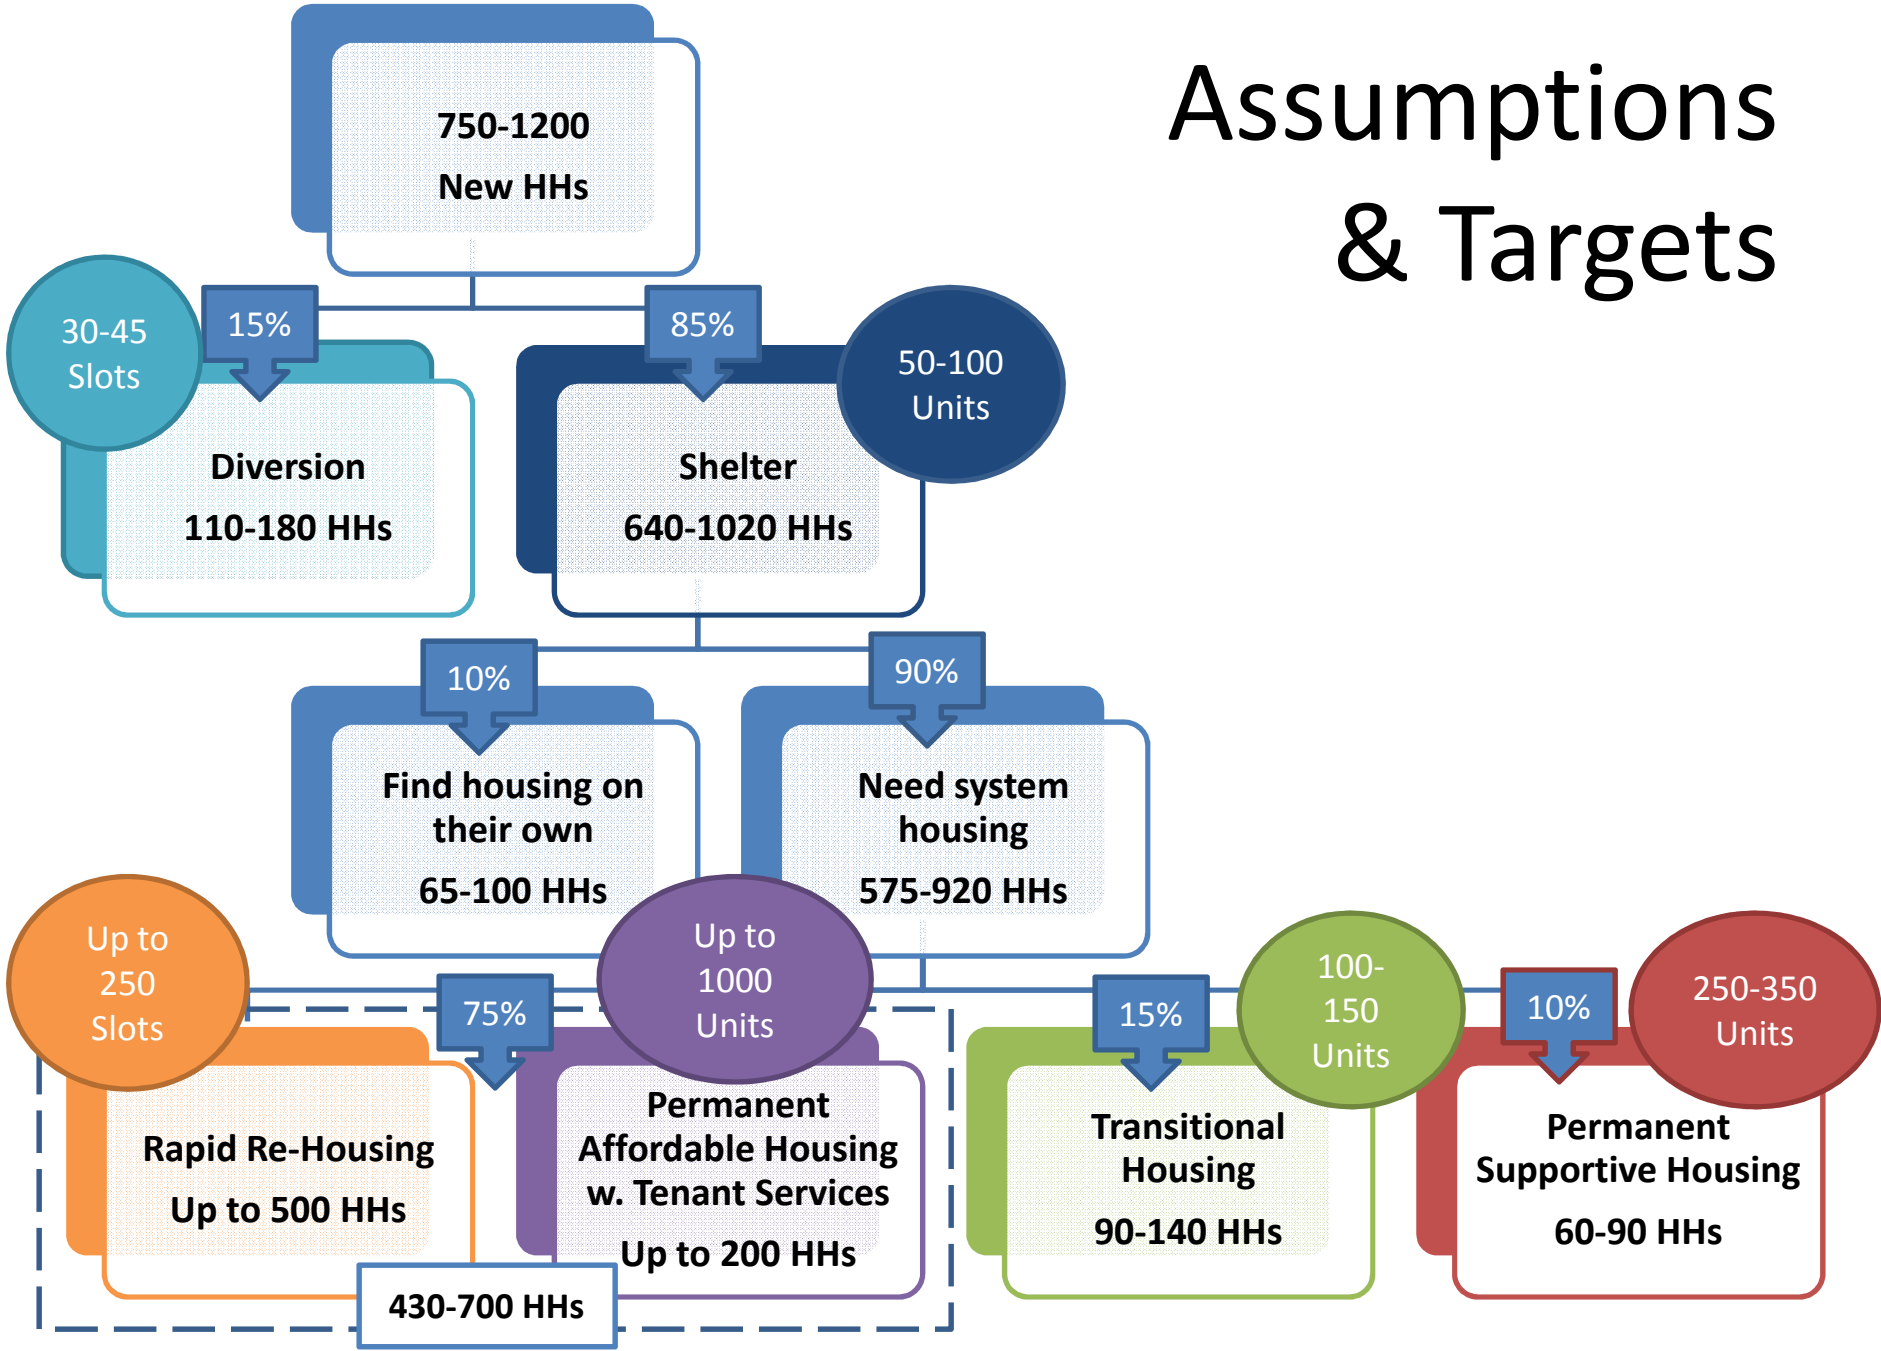 Assumptions
& Targets
750-1200
New HHs
30-45
Slots
15%
85%
50-100
Units
Diversion
110-180 HHs
Shelter
640-1020 HHs
10%
90%
Find housing on
their own
65-100 HHs
Need system
housing
575-920 HHs
Up to
250
Slots
75%
Up to
1000
Units
15%
100-
150
Units
10%
250-350
Units
Rapid Re-Housing
Up to 500 HHs
Permanent
Affordable Housing
w. Tenant Services
Up to 200 HHs
430-700 HHs
Transitional
Housing
90-140 HHs
Permanent
Supportive Housing
60-90 HHs